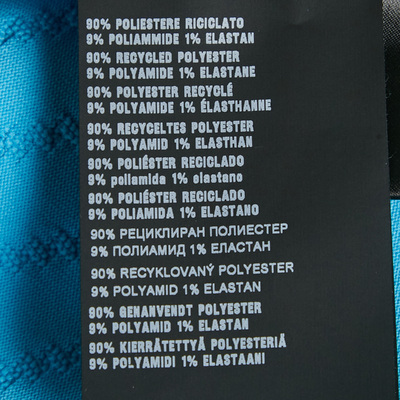 90% POLIESTERE RICICLATO
9% POLIAMMIDE 1% ELASTAN
90% RECYCLED POLYESTER
9% POLYAMIDE 1% ELASTANE
90% POLYESTER RECYCLÉ
9% POLYAMIDE 1% ÉLASTHANNE
90% RECYCELTES POLYESTER
9% POLYAMID 1% ELASTHAN
90% POLIÉSTER RECICLADO
9% poliamida 1% elastano
90% POLIÉSTER RECICLADO
9% POLIAMIDA 1% ELASTANO
90% РЕЦИКЛИРАН ПОЛИЕСТЕР
9% ПОЛИАМИД 1% ЕЛАСТАН
90% RECYKLOVANÝ POLYESTER
9% POLYAMID 1% ELASTAN
90% GENANVENDT POLYESTER
9% POLYAMID 1% ELASTAN
90% KIERRÄTETTYÄ POLYESTERIÄ
9% POLYAMIDI 1% ELASTAANI